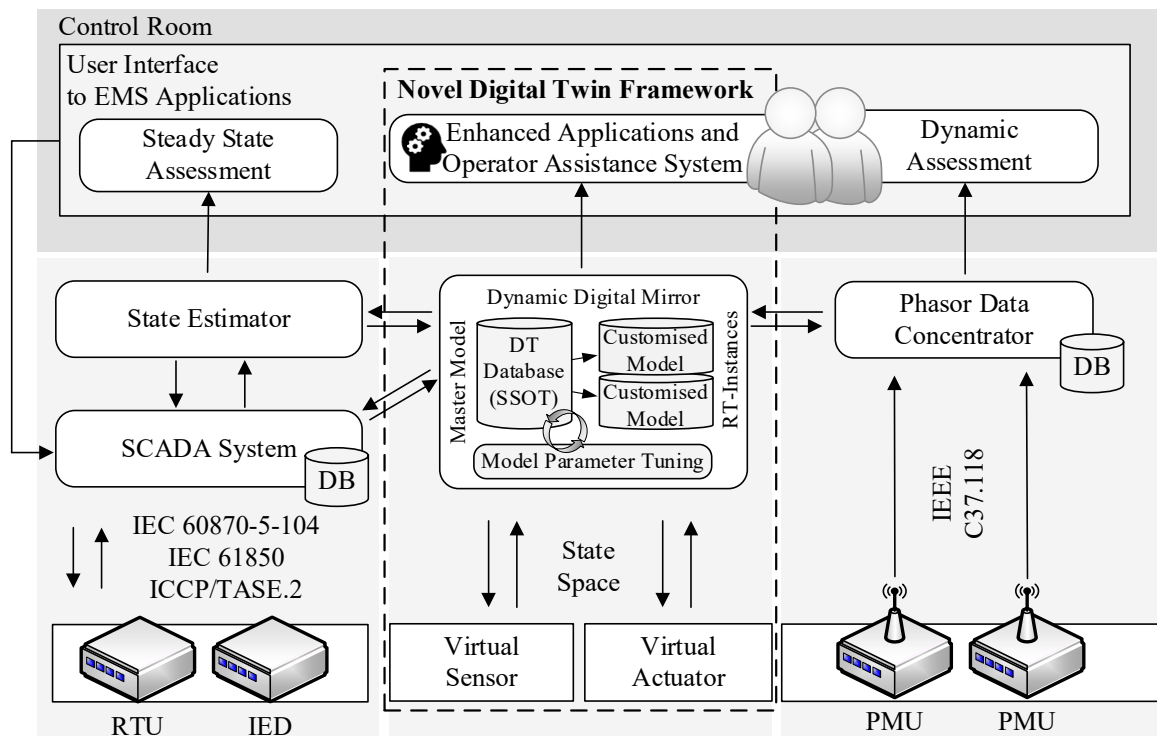 Control Room
User Interface
to EMS Applications
Steady State
Assessment
Novel Digital Twin Framework
Enhanced Applications and
Operator Assistance System
Dynamic
Assessment
State Estimator
SCADA System
DB
Dynamic Digital Mirror
Master Model
DT
Database
(SSOT)
Customised
Model
Customised
Model
RT-Instances
Model Parameter Tuning
Phasor Data
Concentrator
DB
IEC 60870-5-104
IEC 61850
ICCP/TASE.2
State
Space
IEEE
C37.118
RTU
IED
Virtual
Sensor
Virtual
Actuator
PMU
PMU